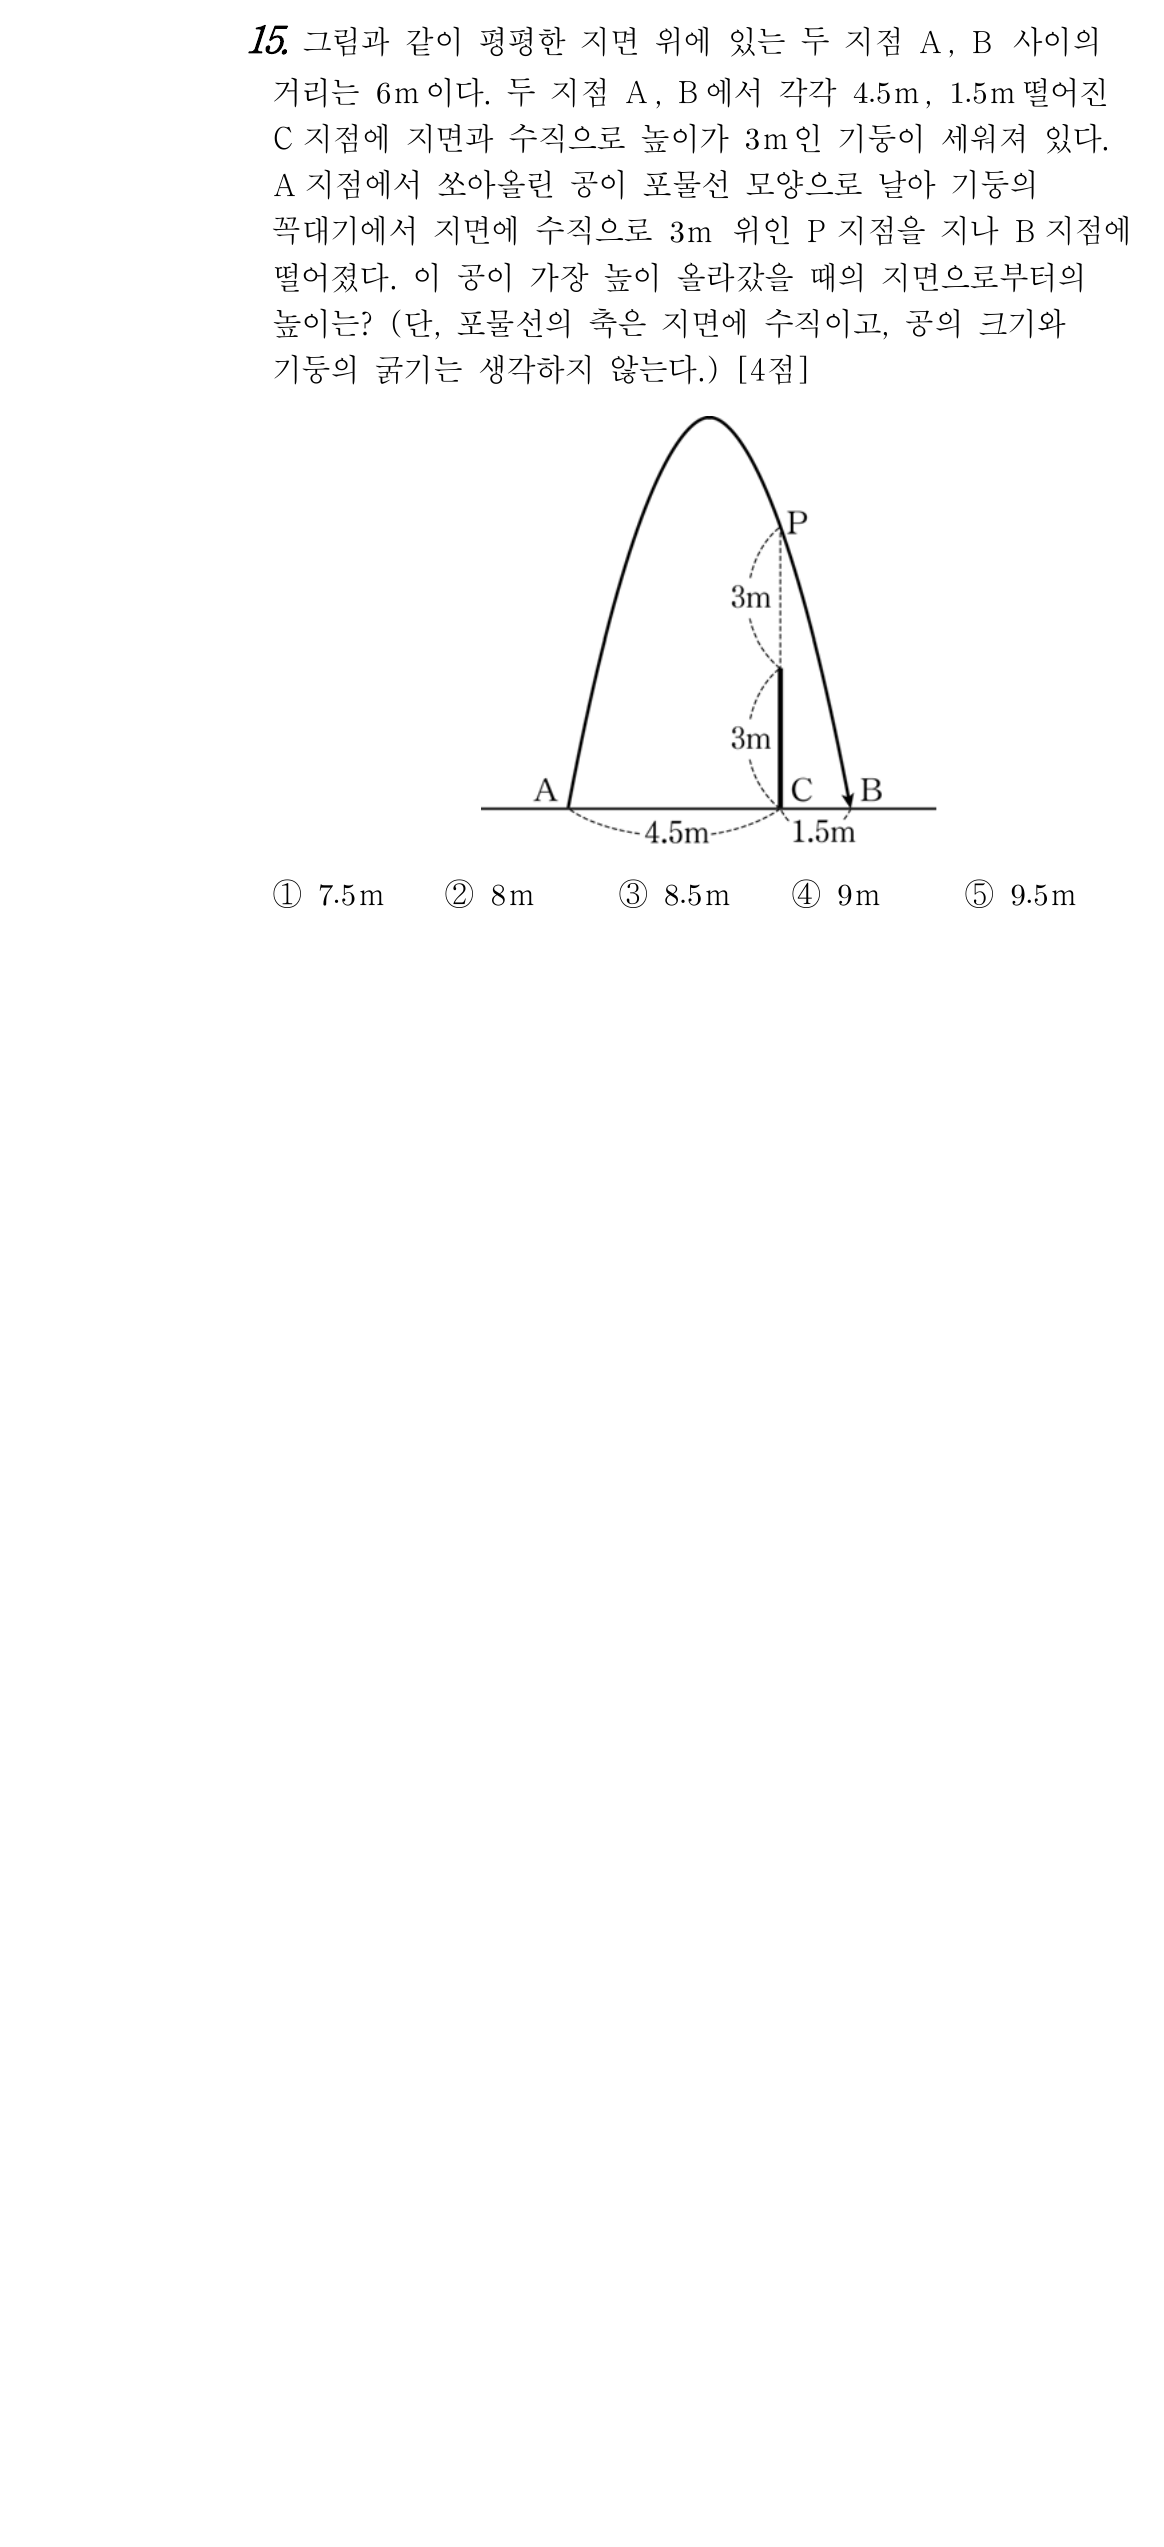 15. 그림과 같이 평평한 지면 위에 있는 두 지점 A, B 사이의
거리는 6m이다. 두 지점 A, B에서 각각 4.5m, 1.5m 떨어진
C 지점에 지면과 수직으로 높이가 3m인 기둥이 세워져 있다.
A 지점에서 쏘아올린 공이 포물선 모양으로 날아 기둥의
꼭대기에서 지면에 수직으로 3m 위인 P 지점을 지나 B 지점에
떨어졌다. 이 공이 가장 높이 올라갔을 때의 지면으로부터의
높이는? (단, 포물선의 축은 지면에 수직이고, 공의 크기와
기둥의 굵기는 생각하지 않는다.) [4점]
P
3m
3m
A C B
4.5m 1.5m
① 7.5m ② 8m ③ 8.5m ④ 9m ⑤ 9.5m